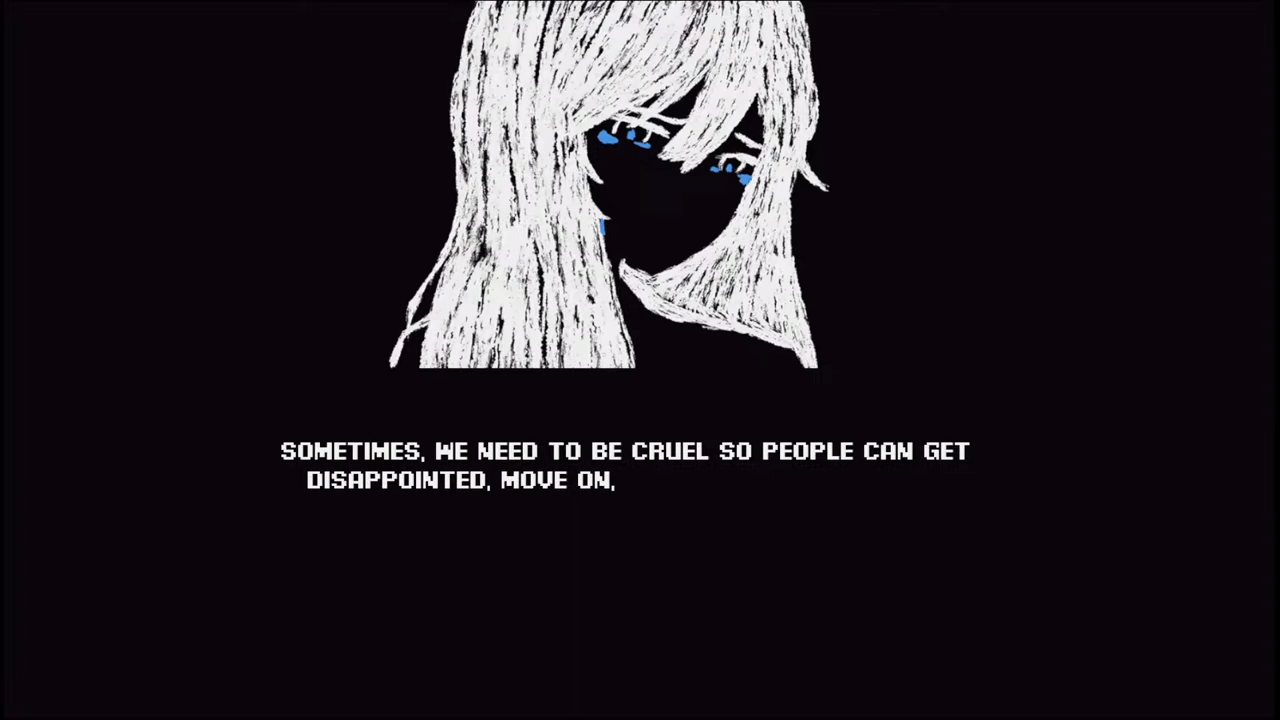 SOMETIMES, WE NEED TO BE CRUEL SO PEOPLE CAN GET
DISAPPOINTED, MOVE ON,